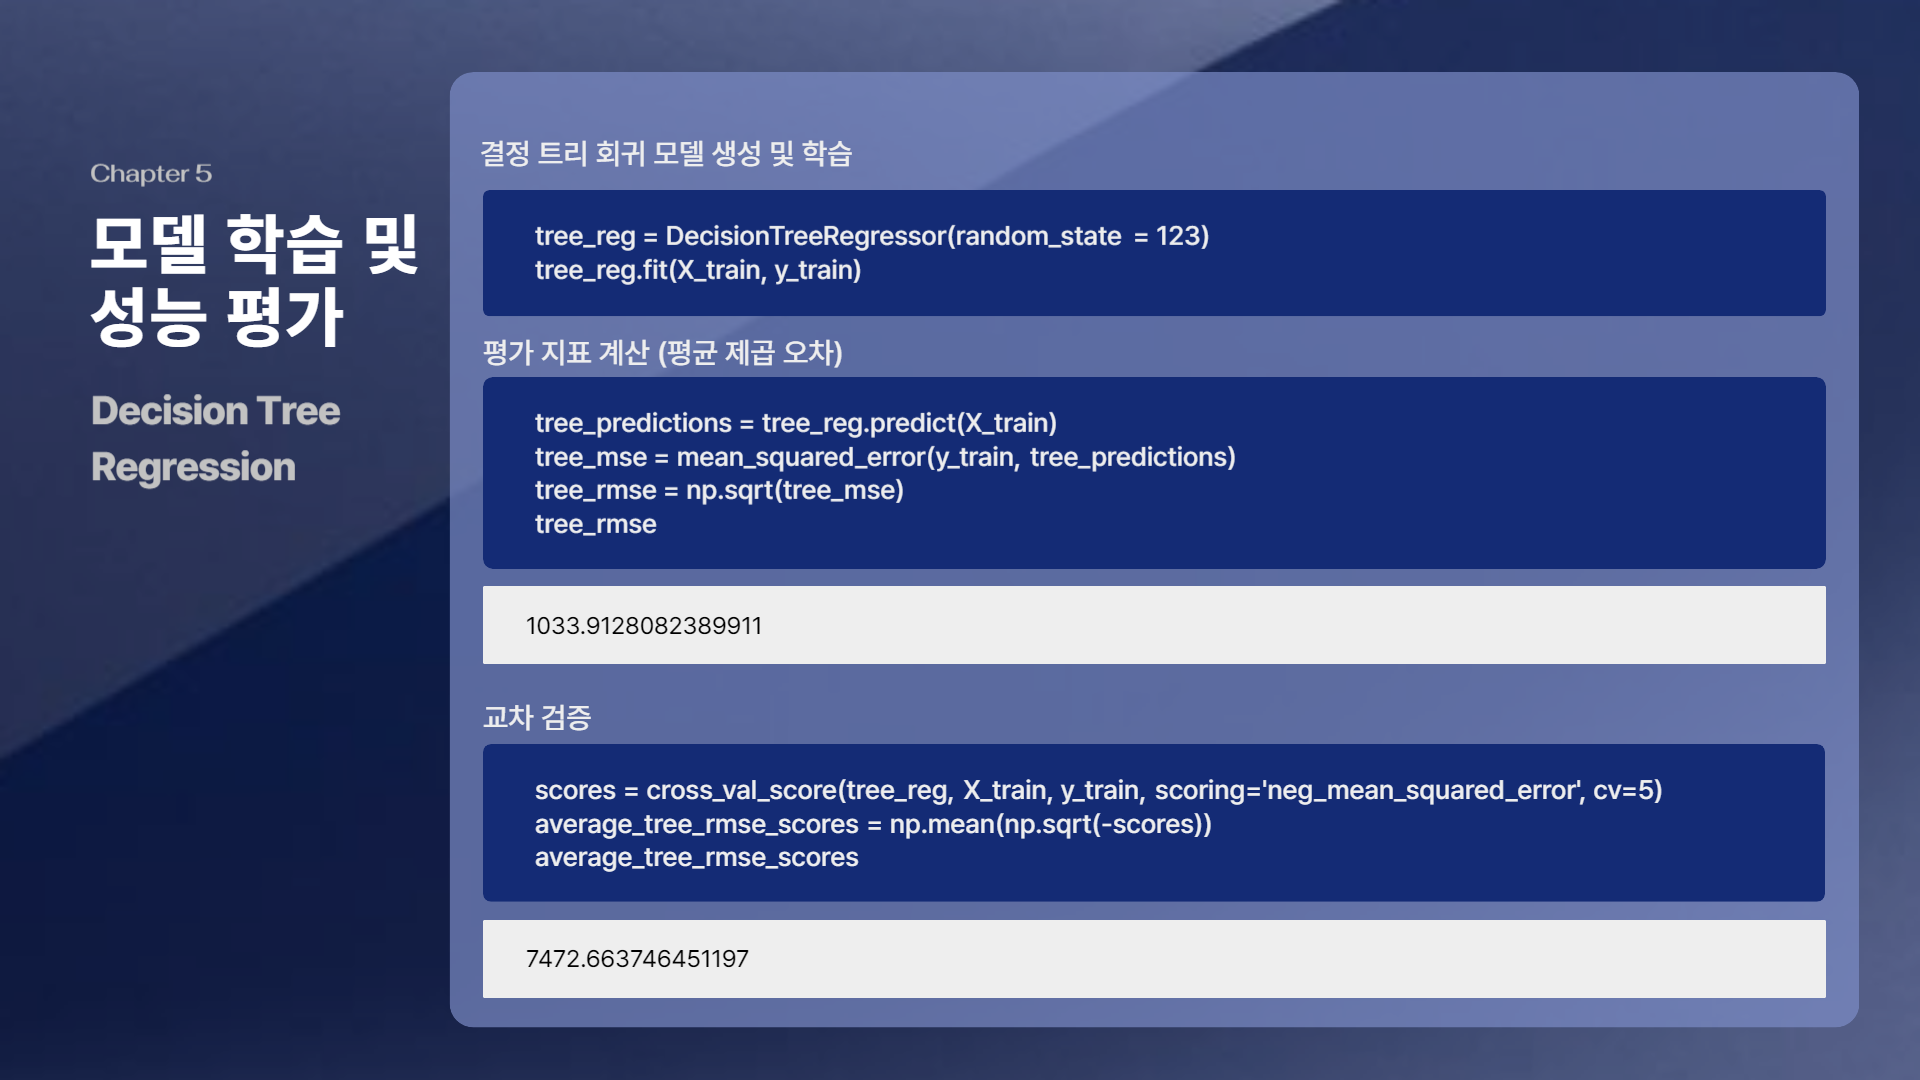 Chapter 5
모델 학습 및
성능 평가
Decision Tree
Regression
결정 트리 회귀 모델 생성 및 학습
tree_reg = DecisionTreeRegressor(random_state = 123)
tree_reg.fit(X_train, y_train)
평가 지표 계산 (평균 제곱 오차)
tree_predictions = tree_reg.predict(X_train)
tree_mse = mean_squared_error(y_train, tree_predictions)
tree_rmse = np.sqrt(tree_mse)
tree_rmse
1033.9128082389911
교차 검증
scores = cross_val_score(tree_reg, X_train, y_train, scoring='neg_mean_squared_error', cv=5)
average_tree_rmse_scores = np.mean(np.sqrt(-scores))
average_tree_rmse_scores
7472.663746451197